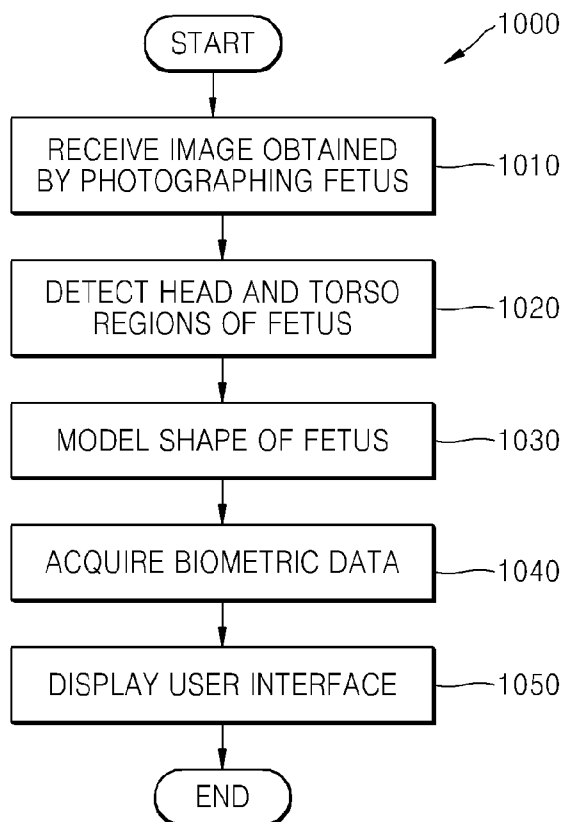 START
1000
RECEIVE IMAGE OBTAINED
BY PHOTOGRAPHING FETUS
1010
DETECT HEAD AND TORSO
REGIONS OF FETUS
1020
MODEL SHAPE OF FETUS
1030
ACQUIRE BIOMETRIC DATA
1040
DISPLAY USER INTERFACE
1050
END